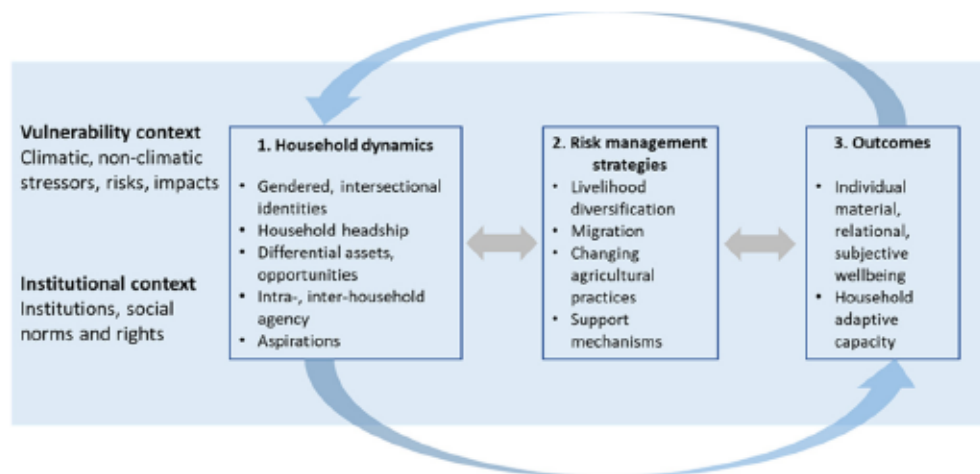 Vulnerability context
Climatic, non-climatic
stressors, risks, impacts
Institutional context
Institutions, social
norms and rights
1. Household dynamics
• Gendered, intersectional
identities
• Household headship
• Differential assets,
opportunities
• Intra-, inter-household
agency
• Aspirations
2. Risk management
strategies
• Livelihood
diversification
• Migration
• Changing
agricultural
practices
• Support
mechanisms
3. Outcomes
• Individual
material,
relational,
subjective
wellbeing
• Household
adaptive
capacity